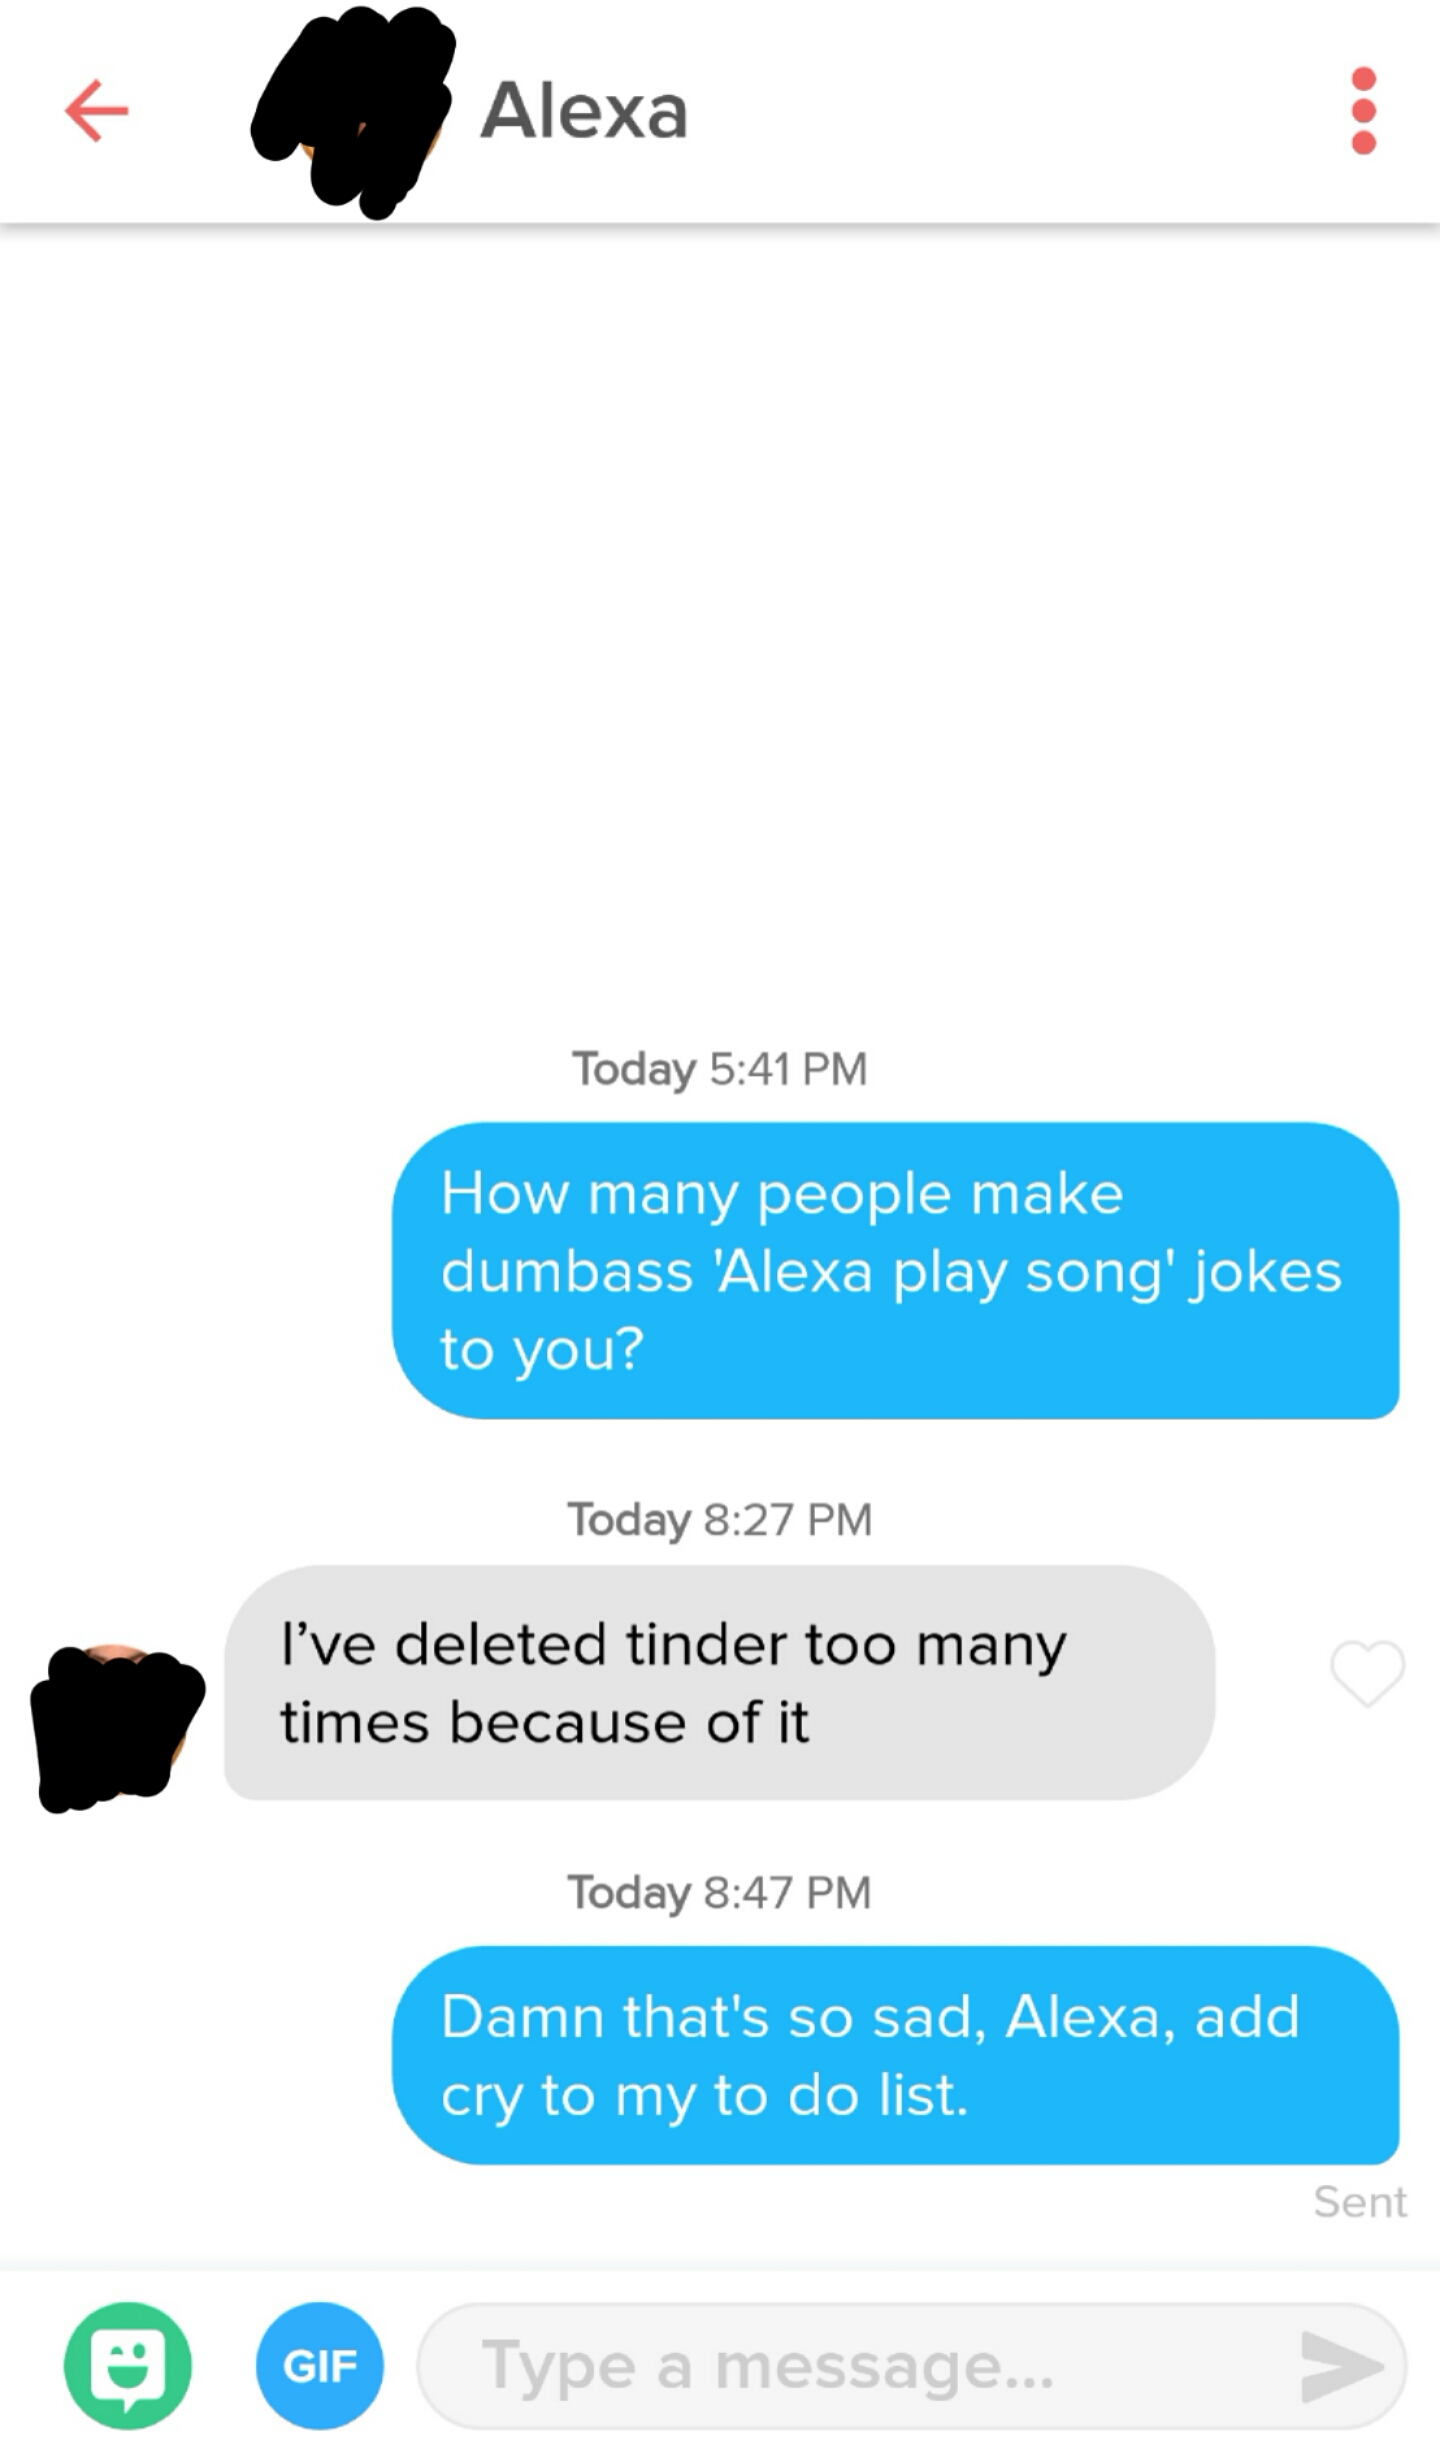 Alexa
Today 5:41 PM
How many people make
dumbass 'Alexa play song' jokes
to you?
Today 8:27 PM
I’ve deleted tinder too many
times because of it
Today 8:47 PM
Damn that's so sad, Alexa, add
cry to my to do list.
Sent
GIF
Type a message...